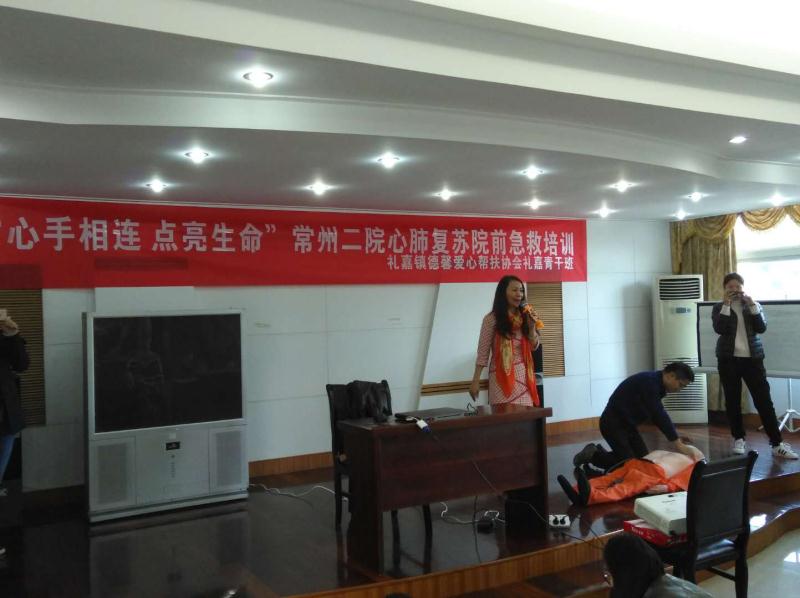 “心手相连 点亮生命”常州二院心肺复苏院前急救培训
礼嘉镇德馨爱心帮扶协会礼嘉青干班